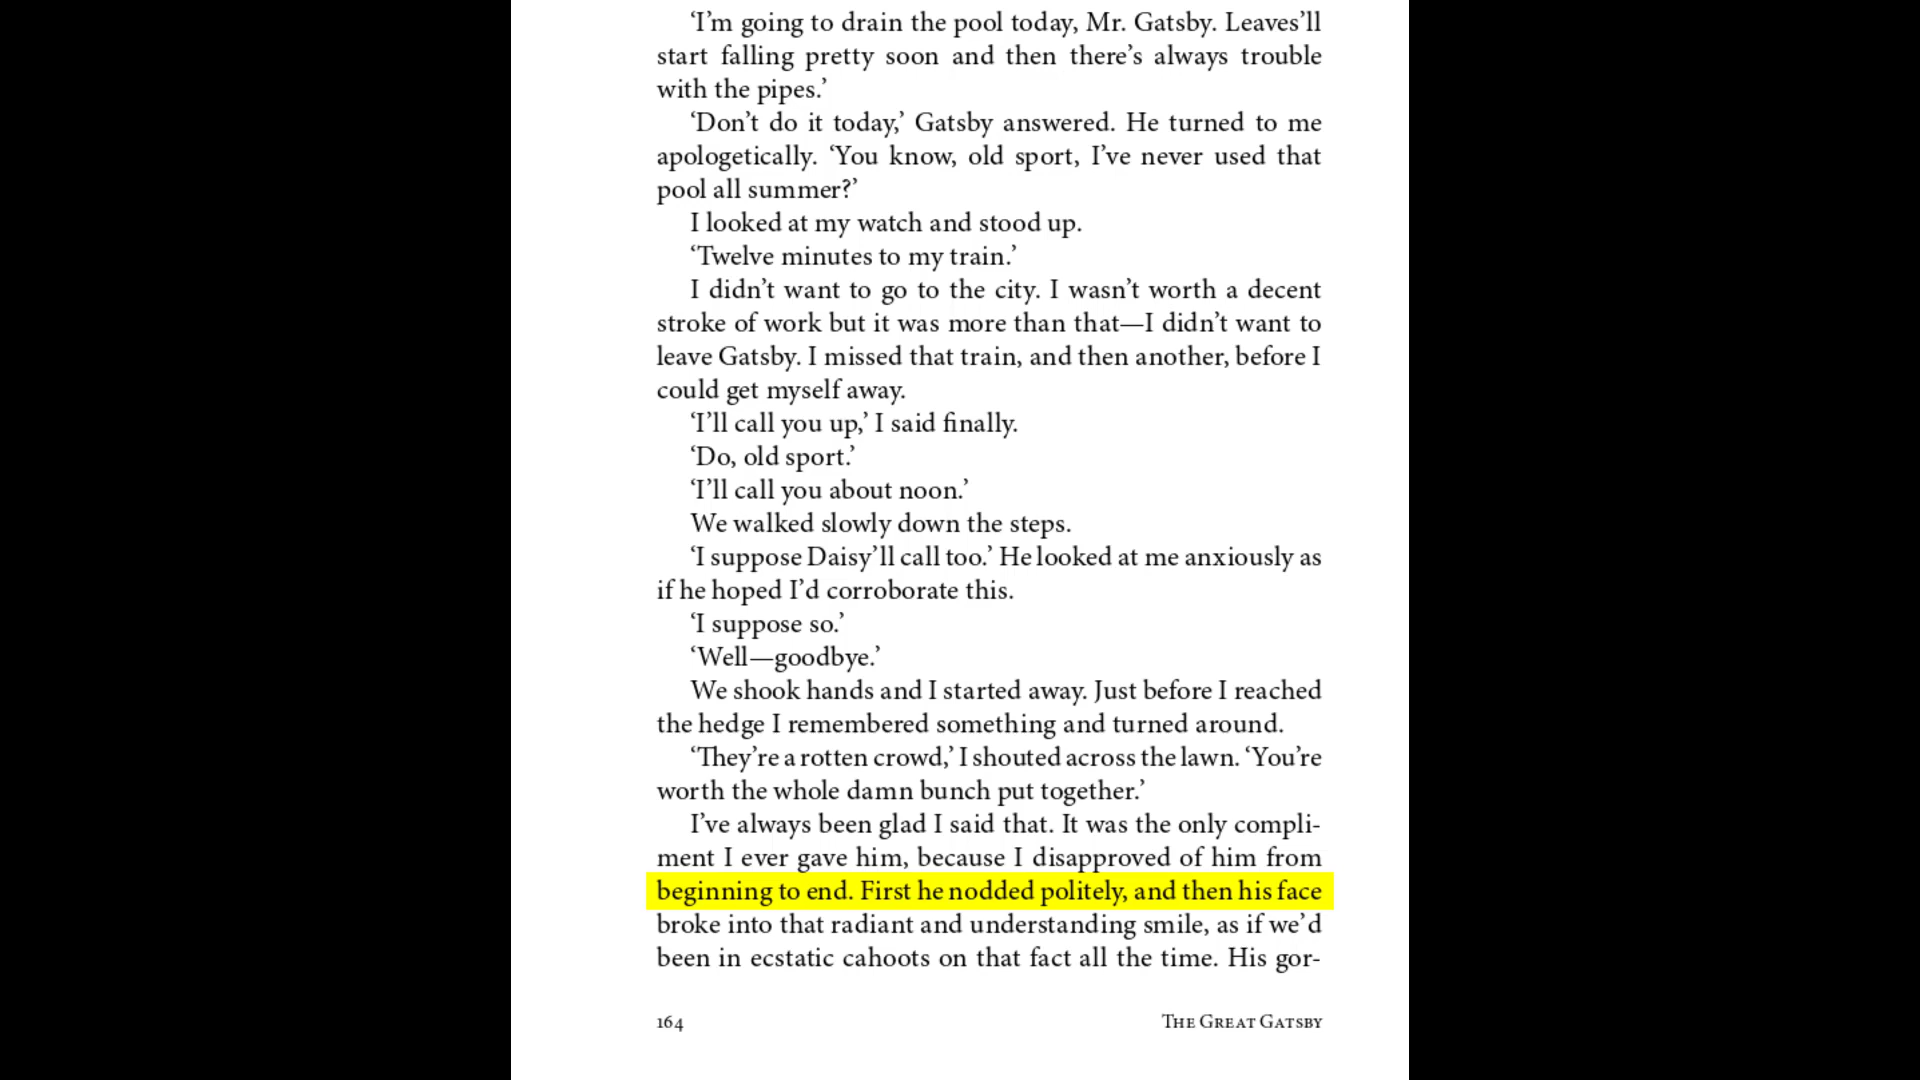 ‘I’m going to drain the pool today, Mr. Gatsby. Leaves’ll
start falling pretty soon and then there’s always trouble
with the pipes.’
‘Don’t do it today,’ Gatsby answered. He turned to me
apologetically. ‘You know, old sport, I’ve never used that
pool all summer?’
I looked at my watch and stood up.
‘Twelve minutes to my train.’
I didn’t want to go to the city. I wasn’t worth a decent
stroke of work but it was more than that—I didn’t want to
leave Gatsby. I missed that train, and then another, before I
could get myself away.
‘I’ll call you up,’ I said finally.
‘Do, old sport.’
‘I’ll call you about noon.’
We walked slowly down the steps.
‘I suppose Daisy’ll call too.’ He looked at me anxiously as
if he hoped I’d corroborate this.
‘I suppose so.’
‘Well—goodbye.’
We shook hands and I started away. Just before I reached
the hedge I remembered something and turned around.
‘They’re a rotten crowd,’ I shouted across the lawn. ‘You’re
worth the whole damn bunch put together.’
I’ve always been glad I said that. It was the only compli-
ment I ever gave him, because I disapproved of him from
beginning to end. First he nodded politely, and then his face
broke into that radiant and understanding smile, as if we’d
been in ecstatic cahoots on that fact all the time. His gor-
164
The Great Gatsby